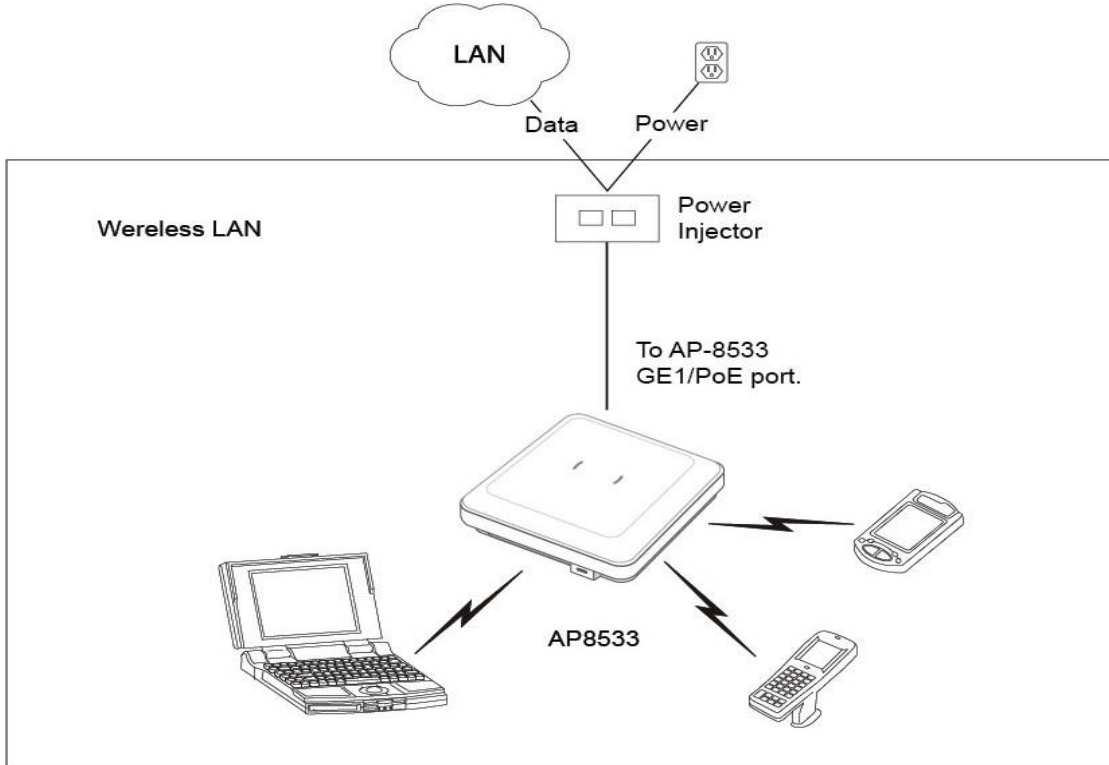 LAN
Data
Power
Wereless LAN
Power
Injector
To AP-8533
GE1/PoE port.
AP8533